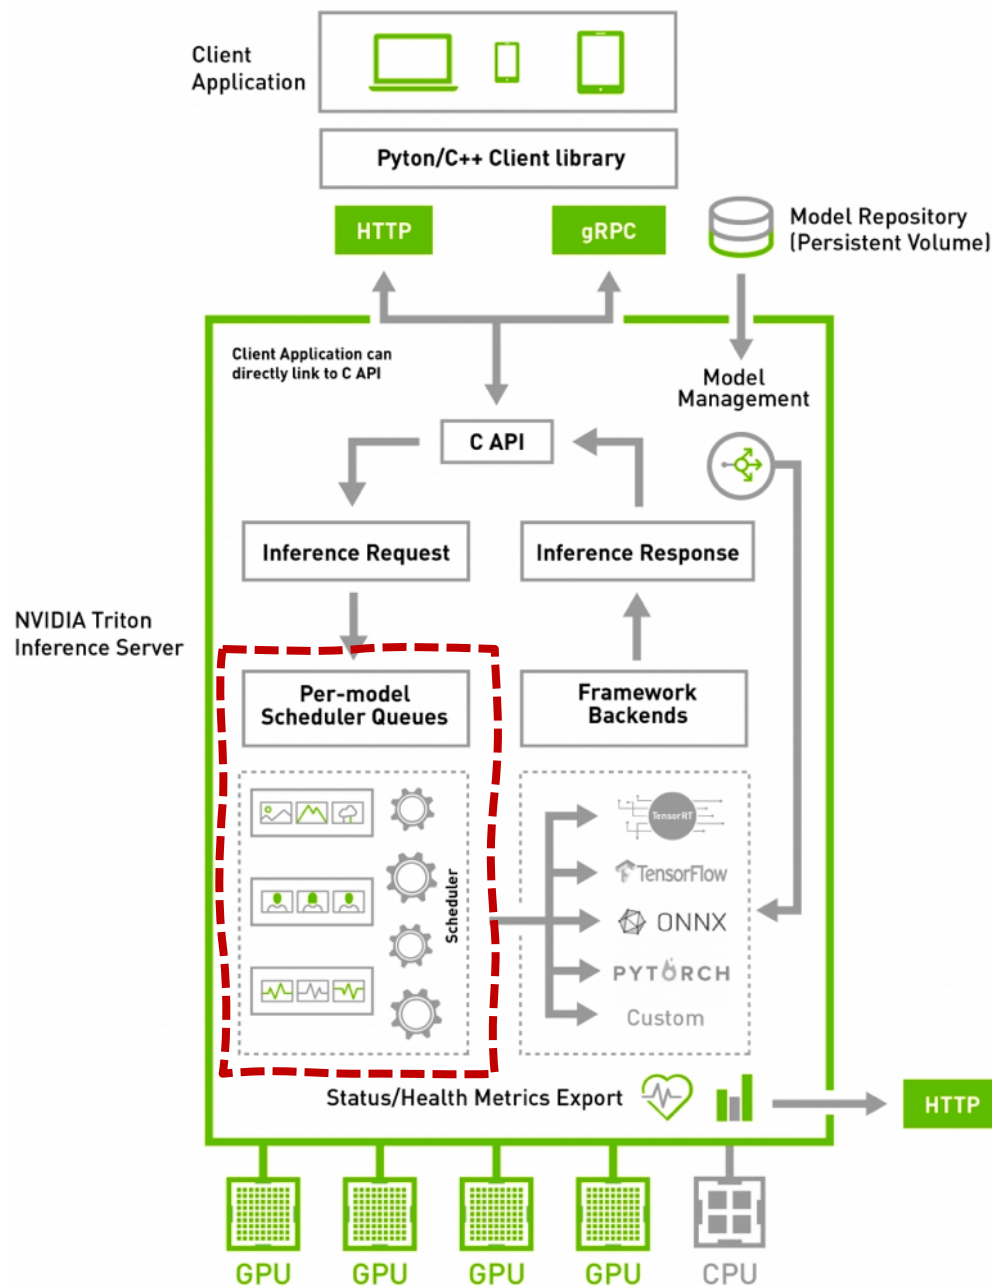 Client
Application
Pyton/C++ Client library
HTTP
gRPC
Model Repository
(Persistent Volume)
Client Application can
directly link to C API
Model
Management
C API
Inference Request
Inference Response
NVIDIA Triton
Inference Server
Per-model
Scheduler Queues
Framework
Backends
Scheduler
TensorRT
TensorFlow
ONNX
PYTORCH
Custom
Status/Health Metrics Export
HTTP
GPU
GPU
GPU
GPU
CPU